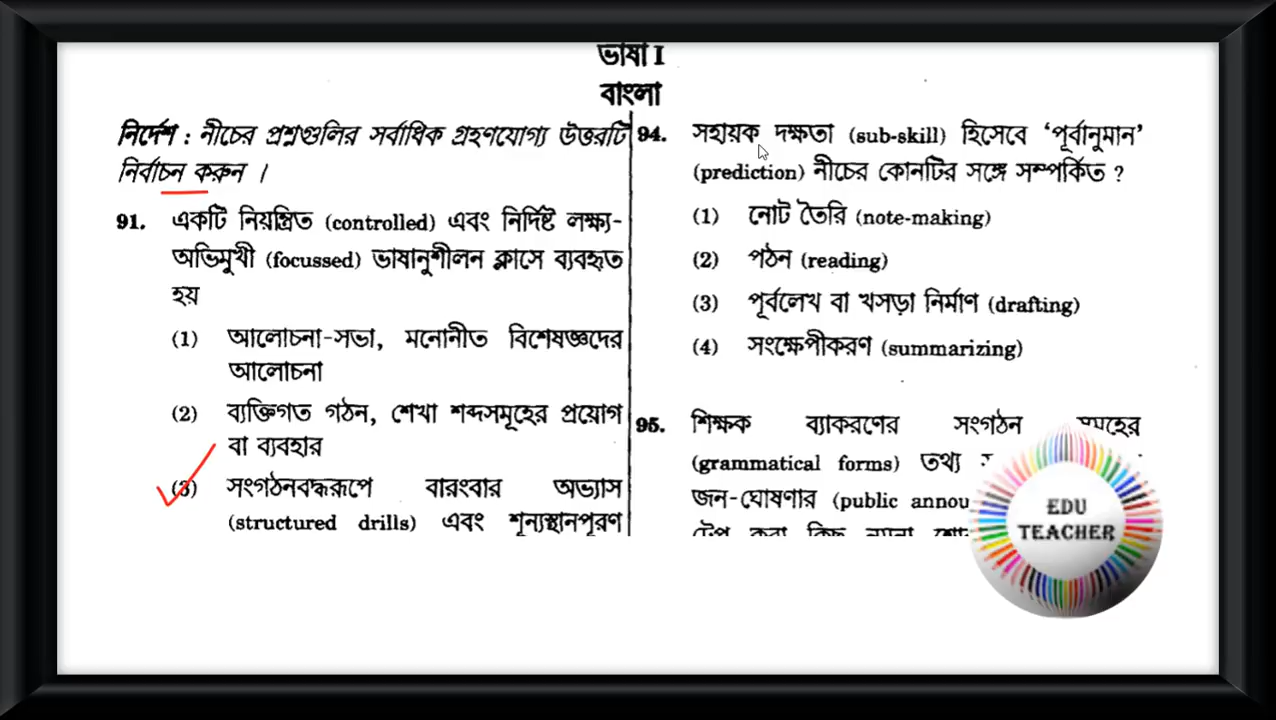 ভাষা I
বাংলা
নির্দেশ : নীচের প্রশ্নগুলির সর্বাধিক গ্রহণযোগ্য উত্তরটি
নির্বাচন করুন ।
91. একটি নিয়ন্ত্রিত (controlled) এবং নির্দিষ্ট লক্ষ্য-
অভিমুখী (focussed) ভাষানুশীলন ক্লাসে ব্যবহৃত
হয়
(1) আলোচনা-সভা, মনোনীত বিশেষজ্ঞদের
আলোচনা
(2) ব্যক্তিগত গঠন, শেখা শব্দসমূহের প্রয়োগ
বা ব্যবহার
(3) সংগঠনবদ্ধরূপে বারংবার অভ্যাস
(structured drills) এবং শূন্যস্থানপূরণ
94. সহায়ক দক্ষতা (sub-skill) হিসেবে ‘পূর্বানুমান’
(prediction) নীচের কোনটির সঙ্গে সম্পর্কিত ?
(1) নোট তৈরি (note-making)
(2) পঠন (reading)
(3) পূর্বলেখ বা খসড়া নির্মাণ (drafting)
(4) সংক্ষেপীকরণ (summarizing)
95. শিক্ষক ব্যাকরণের সংগঠন সমূহের
(grammatical forms) তথ্য
জন-ঘোষণার (public annou
EDU
TEACHER